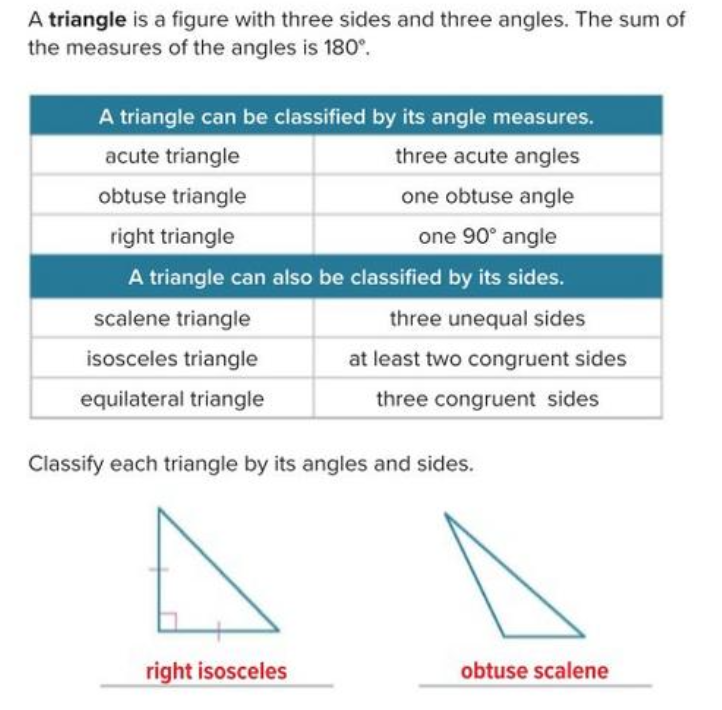 A triangle is a figure with three sides and three angles. The sum of
the measures of the angles is 180°.
A triangle can be classified by its angle measures.
acute triangle three acute angles
obtuse triangle one obtuse angle
right triangle one 90° angle
A triangle can also be classified by its sides.
scalene triangle three unequal sides
isosceles triangle at least two congruent sides
equilateral triangle three congruent sides
Classify each triangle by its angles and sides.
right isosceles obtuse scalene